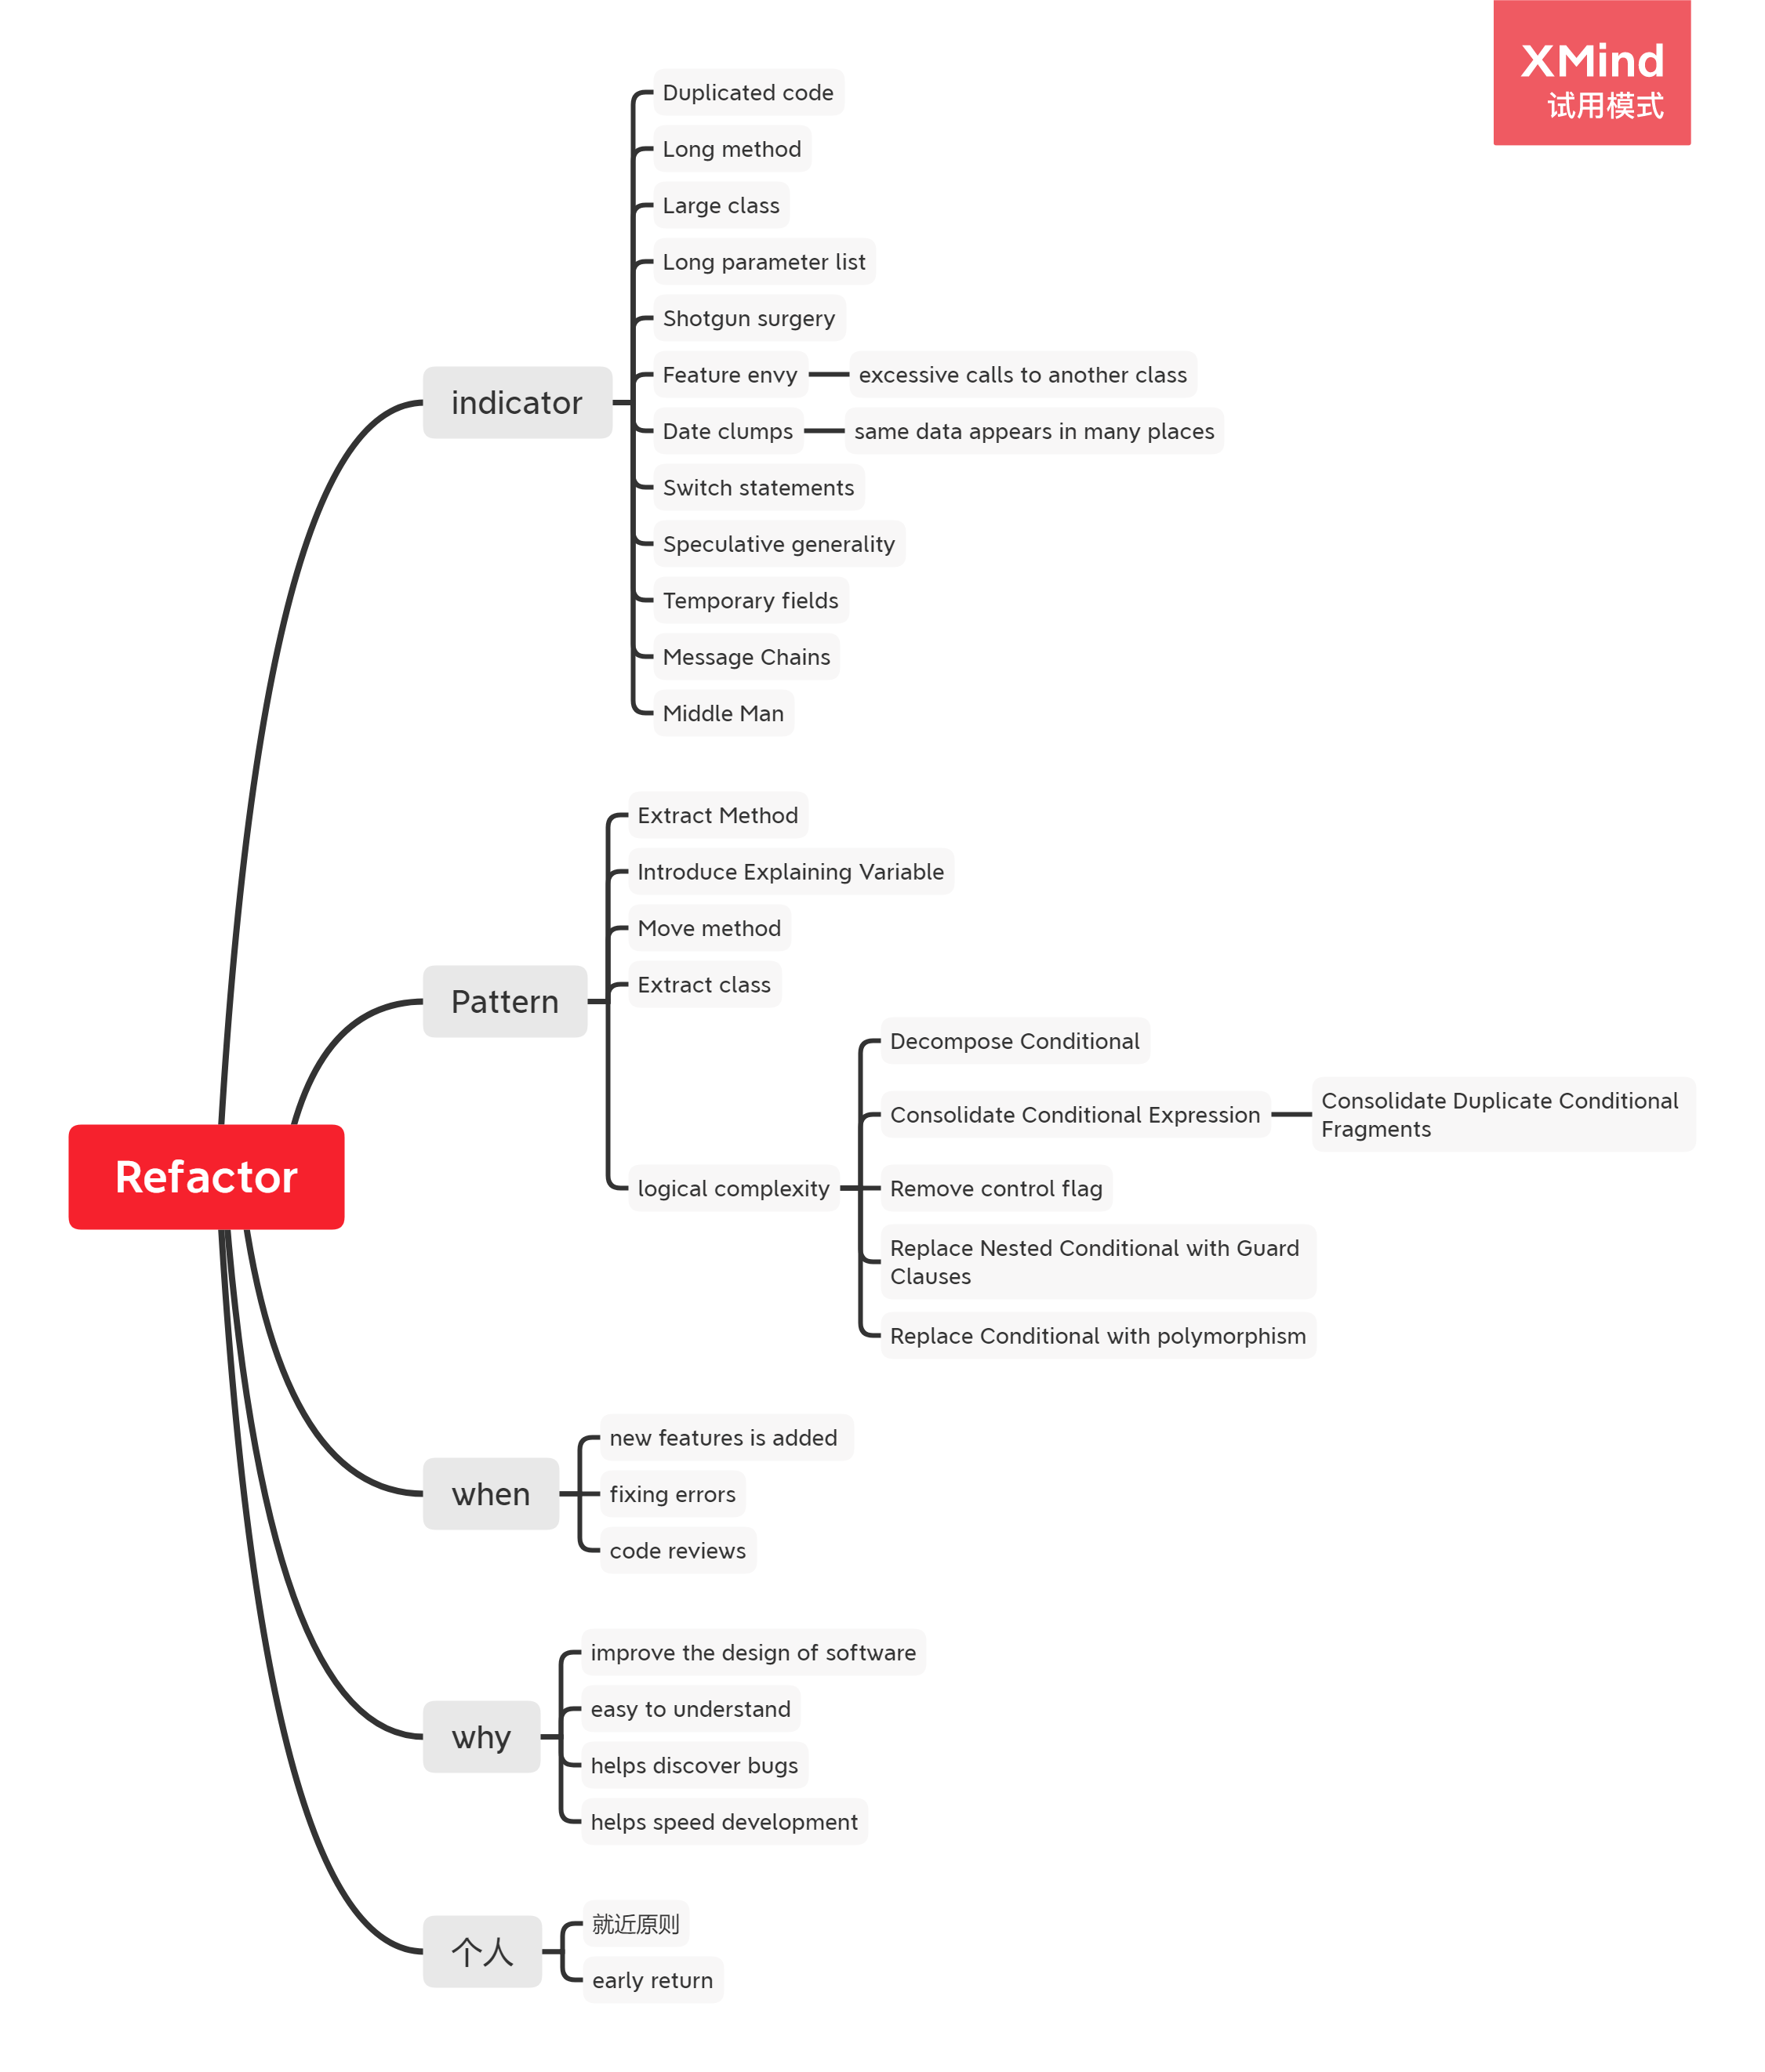 XMind
试用模式
Refactor
indicator
Duplicated code
Long method
Large class
Long parameter list
Shotgun surgery
Feature envy
excessive calls to another class
Date clumps
same data appears in many places
Switch statements
Speculative generality
Temporary fields
Message Chains
Middle Man
Pattern
Extract Method
Introduce Explaining Variable
Move method
Extract class
logical complexity
Decompose Conditional
Consolidate Conditional Expression
Consolidate Duplicate Conditional
Fragments
Remove control flag
Replace Nested Conditional with Guard
Clauses
Replace Conditional with polymorphism
when
new features is added
fixing errors
code reviews
why
improve the design of software
easy to understand
helps discover bugs
helps speed development
个人
就近原则
early return